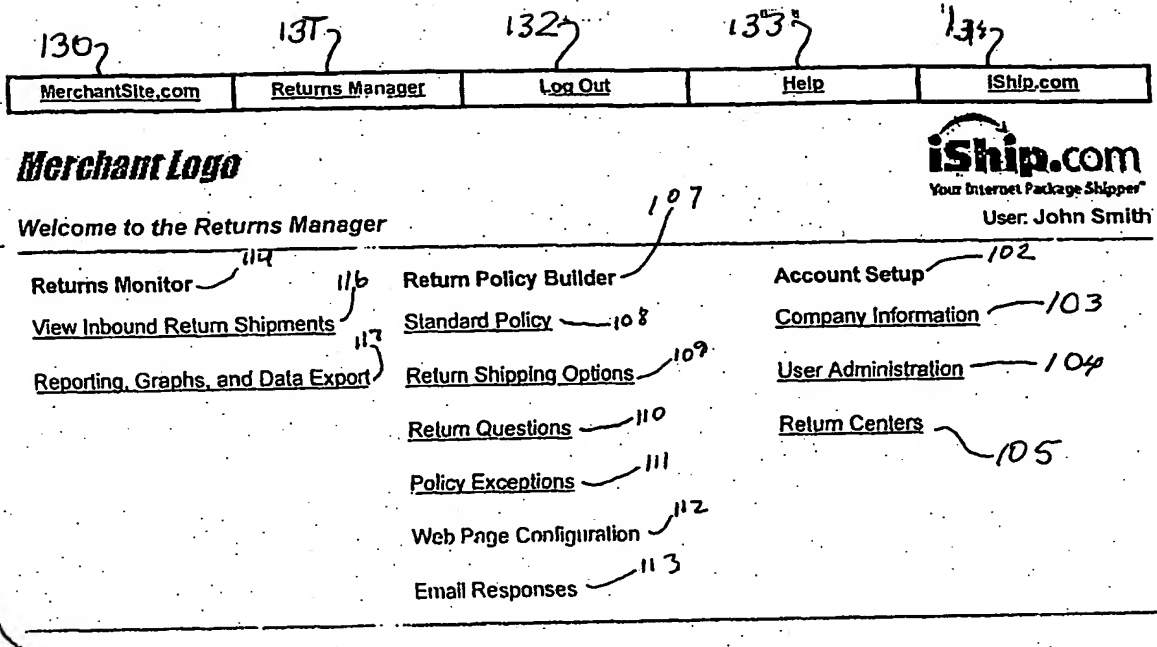 130 131 132 133 134
MerchantSite.com Returns Manager Log Out Help iShip.com
Merchant Logo
iShip.com
Your Internet Package Shipper
107
Welcome to the Returns Manager
User: John Smith
Returns Monitor 114 Return Policy Builder Account Setup 102
View Inbound Return Shipments 116 Standard Policy 108 Company Information 103
Reporting, Graphs, and Data Export 117 Return Shipping Options 109 User Administration 104
Return Questions 110 Return Centers 105
Policy Exceptions 111
Web Page Configuration 112
Email Responses 113